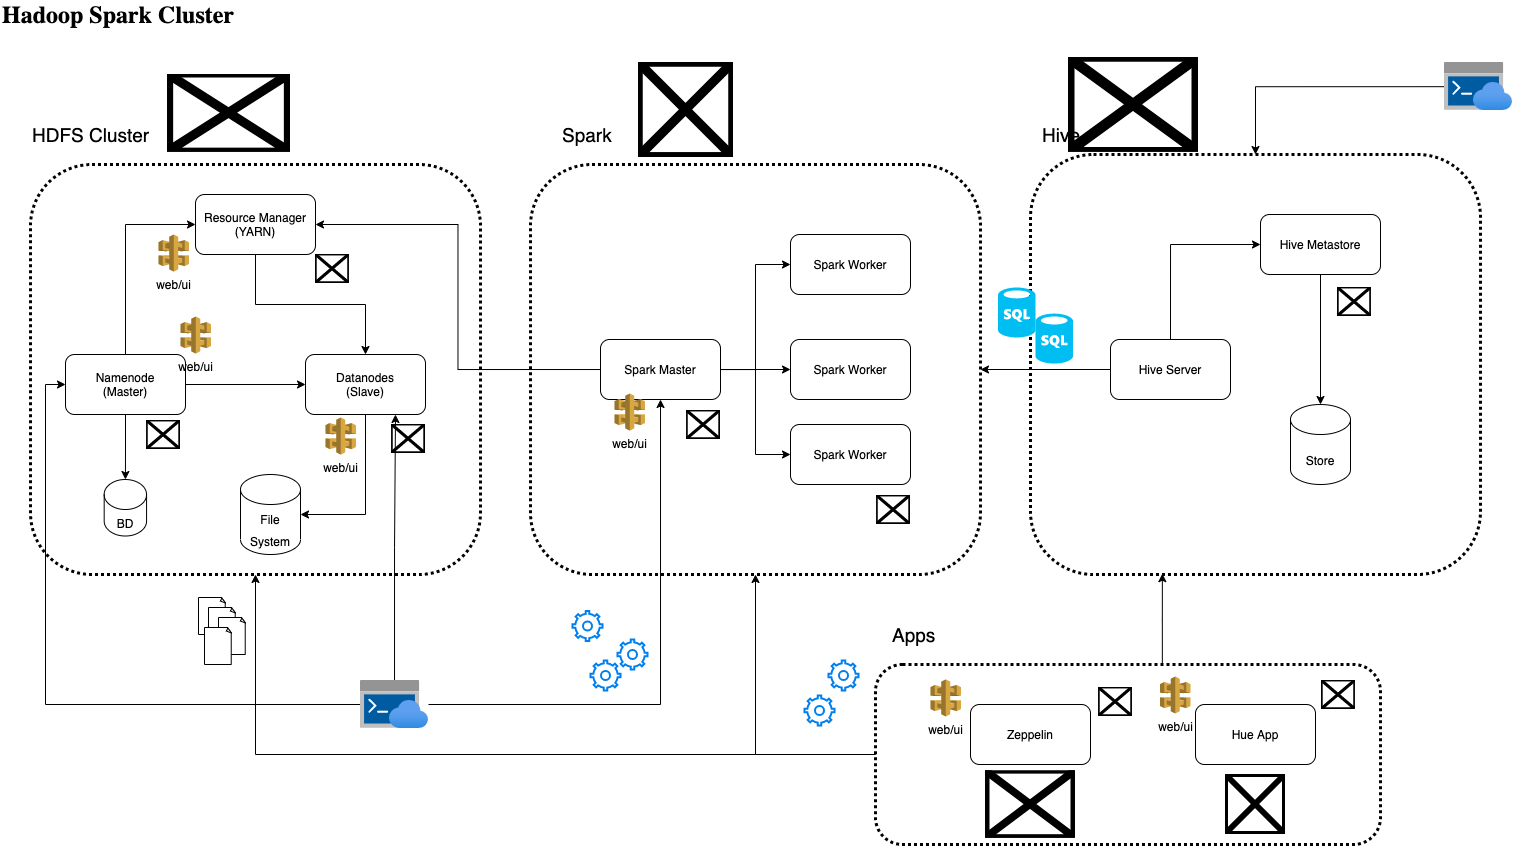 Hadoop Spark Cluster
HDFS Cluster
Spark
Hive
>_
Resource Manager
(YARN)
web/ui
web/ui
Namenode
(Master)
Datanodes
(Slave)
web/ui
BD
File
System
Spark Master
web/ui
Spark Worker
Spark Worker
Spark Worker
SQL
SQL
Hive Server
Hive Metastore
Store
>_
Apps
web/ui
Zeppelin
web/ui
Hue App